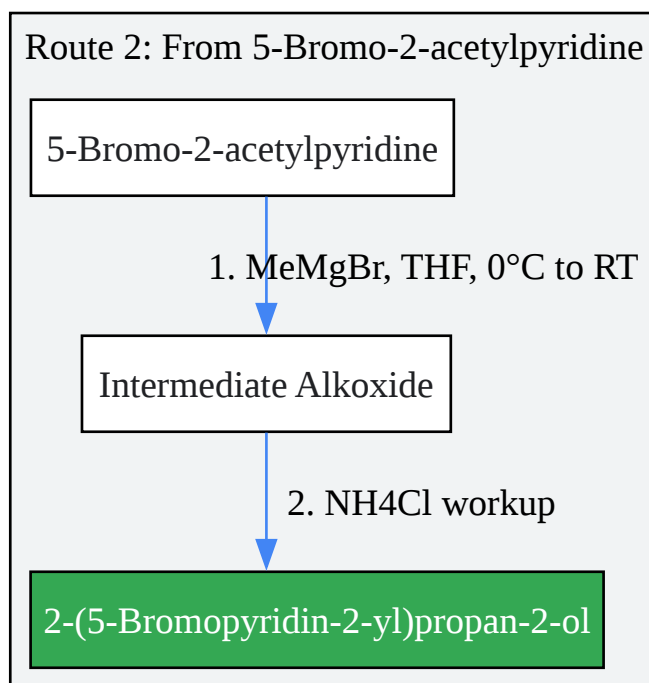 Route 2: From 5-Bromo-2-acetylpyridine
5-Bromo-2-acetylpyridine
1. MeMgBr, THF, 0°C to RT
Intermediate Alkoxide
2. NH4Cl workup
2-(5-Bromopyridin-2-yl)propan-2-ol